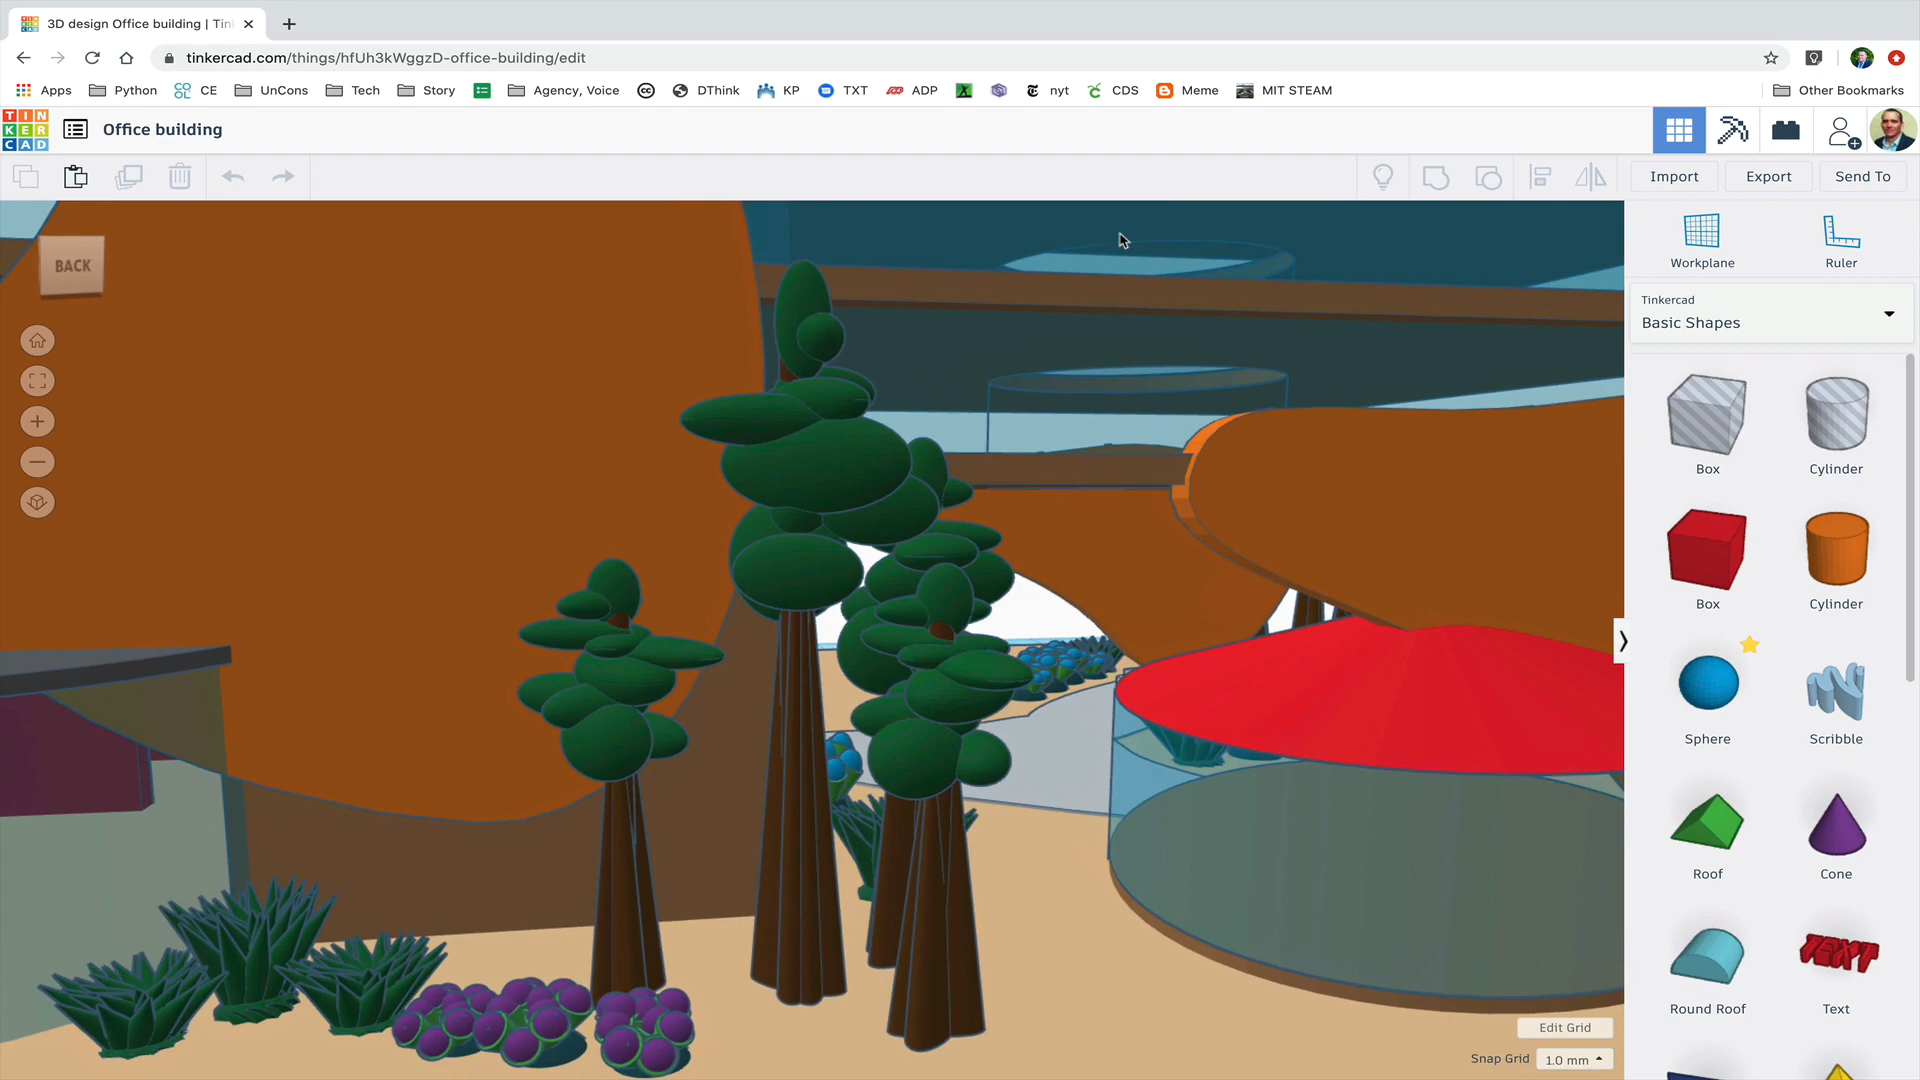 3D design Office building | Tin
tinkercad.com/things/hfUh3kWggzD-office-building/edit
Apps Python CE UnCons Tech Story Agency, Voice DThink KP TXT ADP nyt CDS Meme MIT STEAM Other Bookmarks
TIN
KER
CAD
Office building
Import Export Send To
BACK
Workplane Ruler
Tinkercad
Basic Shapes
Box Cylinder
Box Cylinder
Sphere Scribble
Roof Cone
TEXT
Round Roof Text
Edit Grid
Snap Grid 1.0 mm